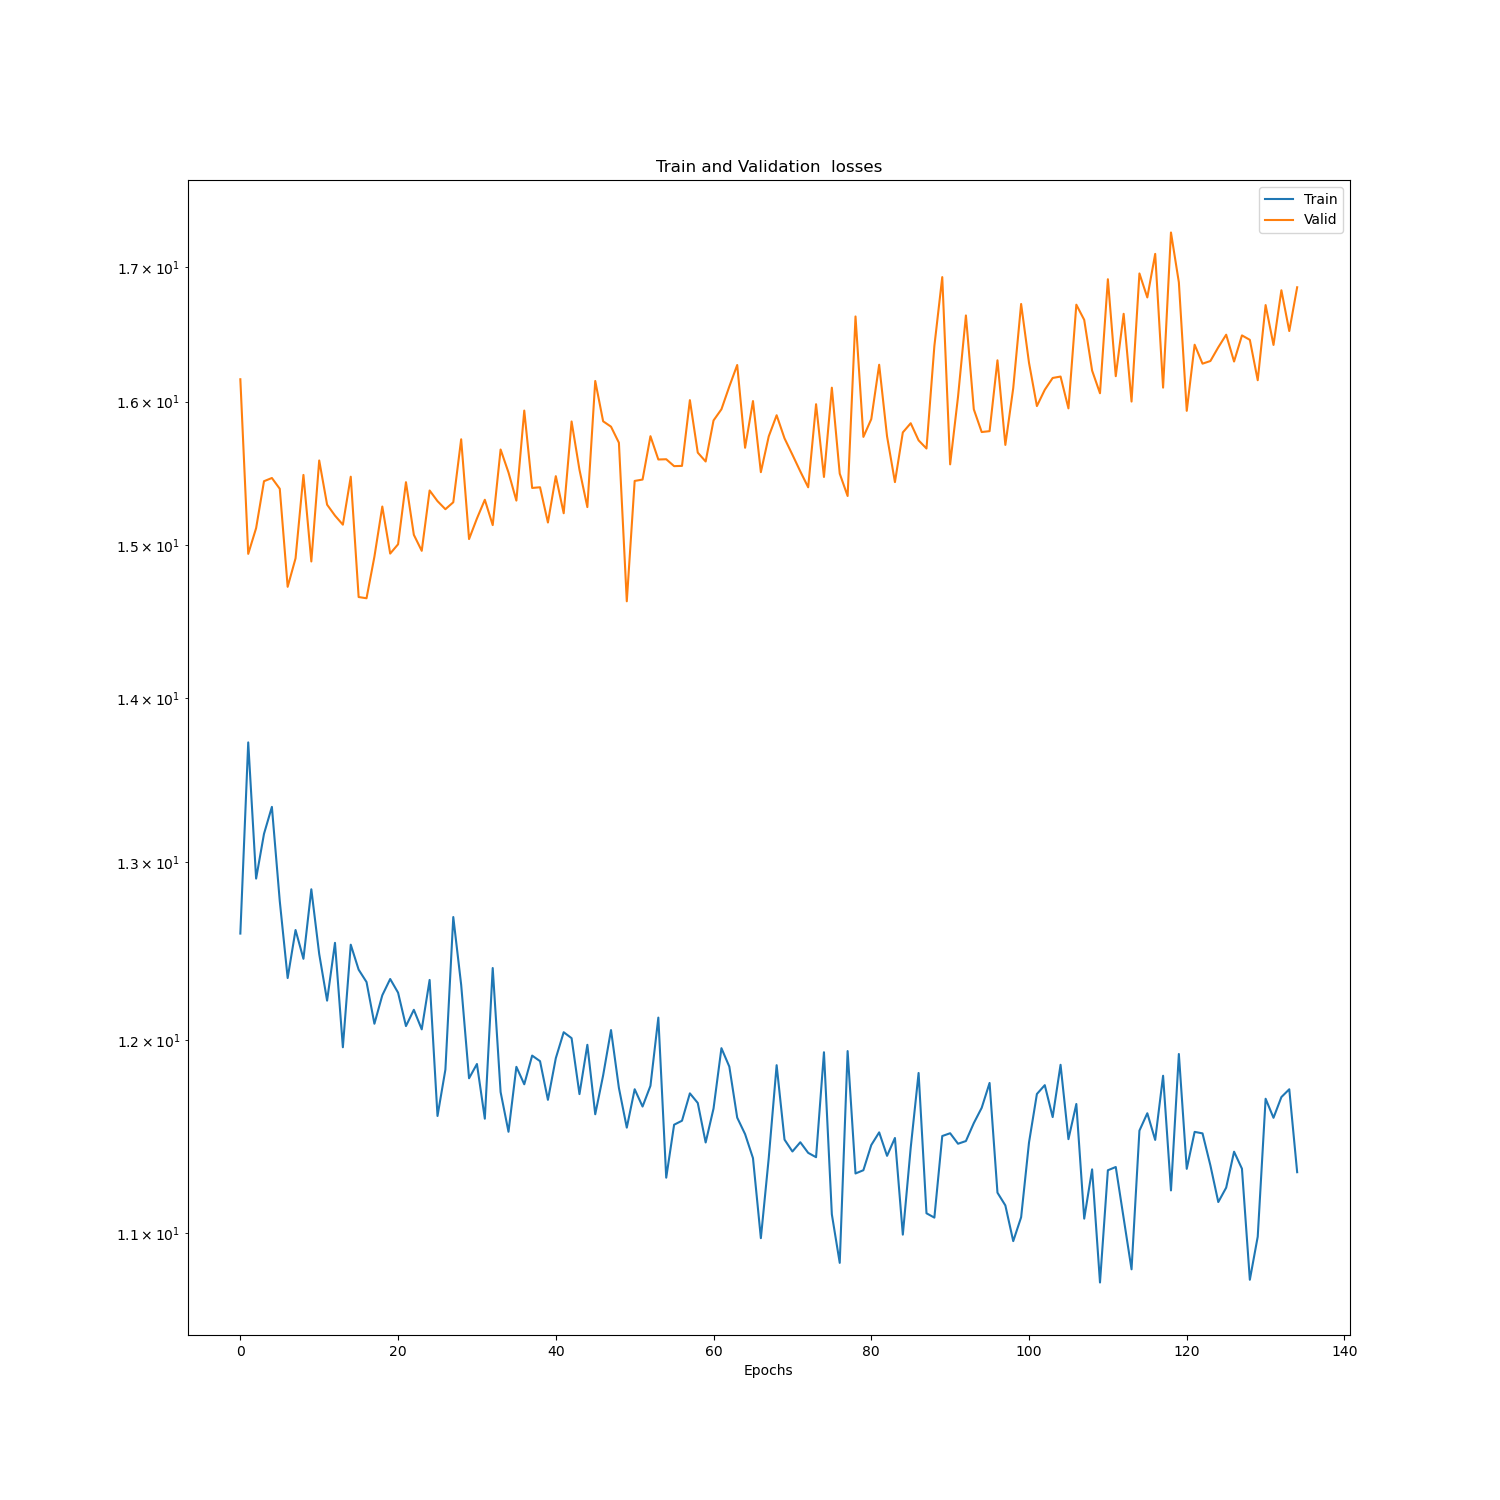 Train and Validation  losses
Train
Valid
1.7 × 10¹
1.6 × 10¹
1.5 × 10¹
1.4 × 10¹
1.3 × 10¹
1.2 × 10¹
1.1 × 10¹
0 20 40 60 80 100 120 140
Epochs